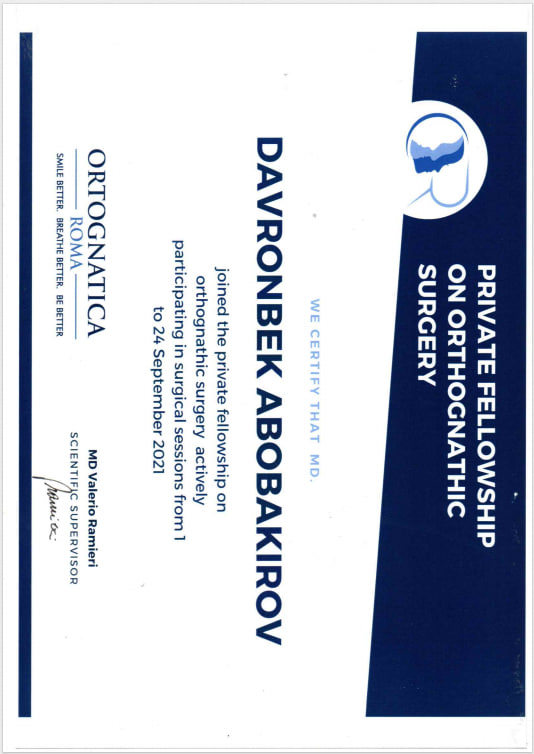 PRIVATE FELLOWSHIP
ON ORTHOGNATHIC
SURGERY
OR
WE CERTIFY THAT MD.
DAVRONBEK ABOBAKIROV
joined the private fellowship on
orthognathic surgery actively
participating in surgical sessions from 1
to 24 September 2021
ORTOGNATICA
ROMA
SMILE BETTER. BREATHE BETTER. BE BETTER
MD Valerio Ramieri
SCIENTIFIC SUPERVISOR